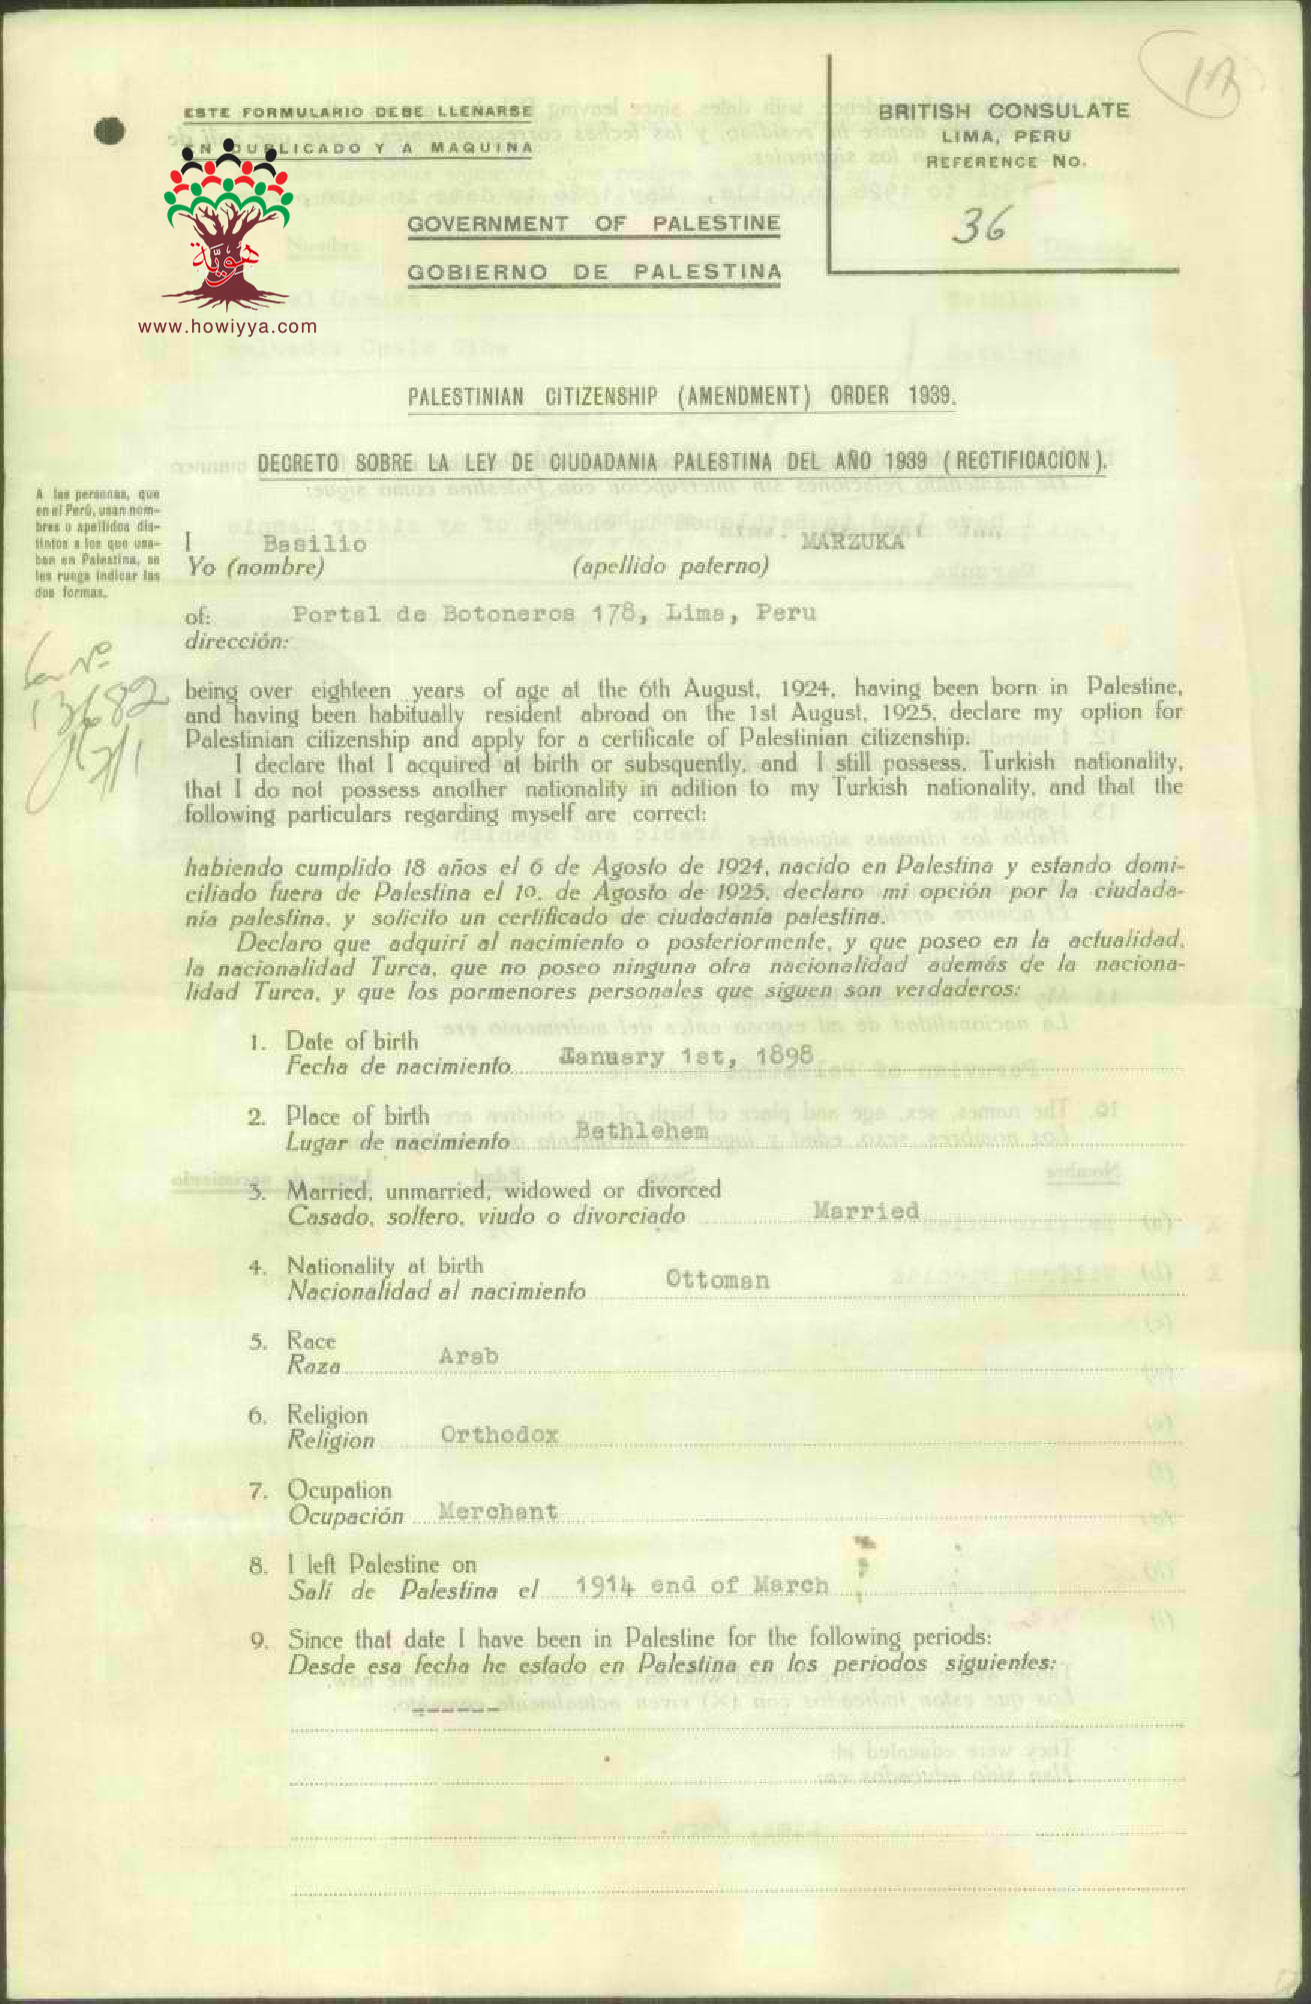 1A
ESTE FORMULARIO DEBE LLENARSE
EN DUPLICADO Y A MAQUINA
BRITISH CONSULATE
LIMA, PERU
REFERENCE No.
36
GOVERNMENT OF PALESTINE
GOBIERNO DE PALESTINA
هوية
www.howiyya.com
PALESTINIAN CITIZENSHIP (AMENDMENT) ORDER 1939.
DECRETO SOBRE LA LEY DE CIUDADANIA PALESTINA DEL AÑO 1939 (RECTIFICACION).
A las personas, que
en el Perú, usan nom-
bres o apellidos dis-
tintos a los que usa-
ban en Palestina, se
les ruega indicar las
dos formas.
I Basilio MARZUKA
Yo (nombre) (apellido paterno)
of: Portal de Botoneros 178, Lima, Peru
dirección:
No
13682
being over eighteen years of age at the 6th August, 1924, having been born in Palestine,
and having been habitually resident abroad on the 1st August, 1925, declare my option for
Palestinian citizenship and apply for a certificate of Palestinian citizenship.
I declare that I acquired at birth or subsquently, and I still possess, Turkish nationality,
that I do not possess another nationality in adition to my Turkish nationality, and that the
following particulars regarding myself are correct:
habiendo cumplido 18 años el 6 de Agosto de 1924, nacido en Palestina y estando domi-
ciliado fuera de Palestina el 1o. de Agosto de 1925, declaro mi opción por la ciudada-
nía palestina, y solicito un certificado de ciudadanía palestina.
Declaro que adquirí al nacimiento o posteriormente, y que poseo en la actualidad,
la nacionalidad Turca, que no poseo ninguna otra nacionalidad además de la naciona-
lidad Turca, y que los pormenores personales que siguen son verdaderos:
1. Date of birth
Fecha de nacimiento January 1st, 1898
2. Place of birth
Lugar de nacimiento Bethlehem
3. Married, unmarried, widowed or divorced
Casado, soltero, viudo o divorciado Married
4. Nationality at birth
Nacionalidad al nacimiento Ottoman
5. Race
Raza Arab
6. Religion
Religion Orthodox
7. Ocupation
Ocupación Merchant
8. I left Palestine on
Salí de Palestina el 1914 end of March
9. Since that date I have been in Palestine for the following periods:
Desde esa fecha he estado en Palestina en los periodos siguientes:
------